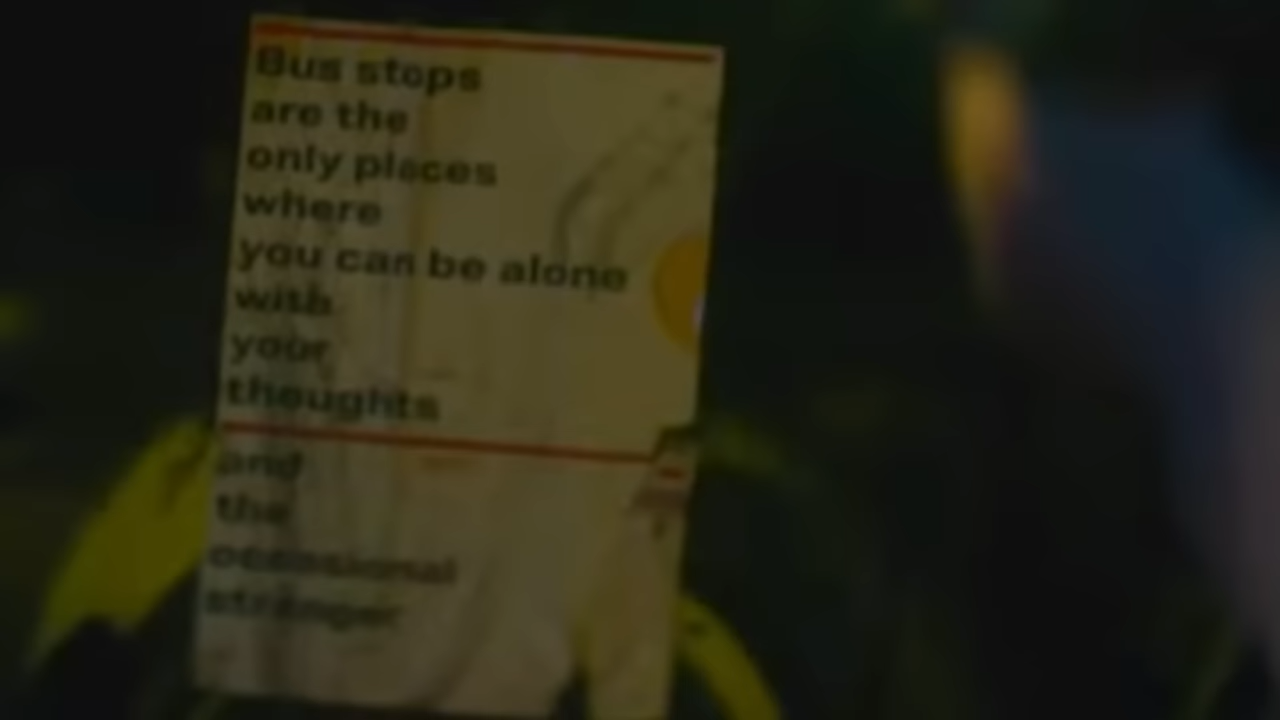 Bus stops
are the
only places
where
you can be alone
with
your
thoughts
and
the
occasional
stranger